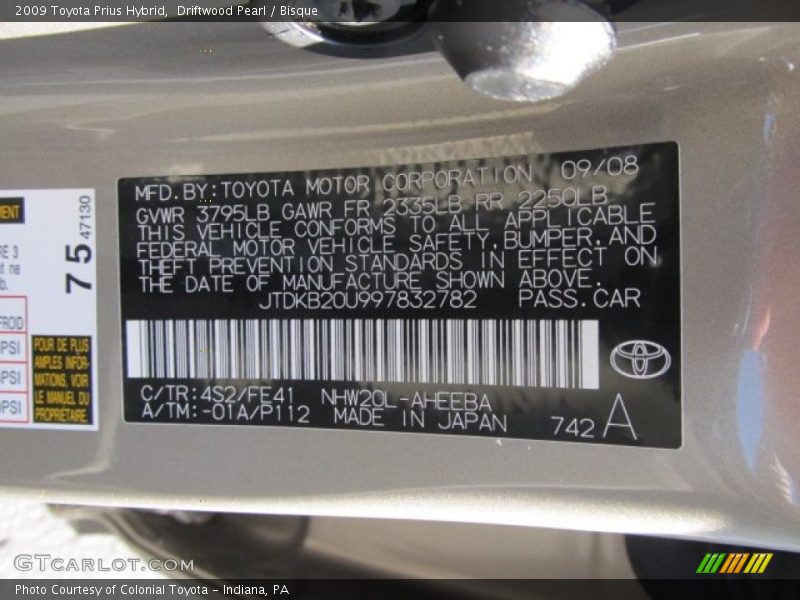 2009 Toyota Prius Hybrid, Driftwood Pearl / Bisque
MFD. BY: TOYOTA MOTOR CORPORATION 09/08
GVWR 3795LB GAWR FR 2335LB RR 2250LB
THIS VEHICLE CONFORMS TO ALL APPLICABLE
FEDERAL MOTOR VEHICLE SAFETY, BUMPER, AND
THEFT PREVENTION STANDARDS IN EFFECT ON
THE DATE OF MANUFACTURE SHOWN ABOVE.
JTDKB20U997832782 PASS. CAR
C/TR: 4S2/FE41 NHW20L-AHEEBA
A/TM: -01A/P112 MADE IN JAPAN
742 A
75
47130
POUR DE PLUS
AMPLES INFOR-
MATIONS, VOIR
LE MANUEL DU
PROPRIÉTAIRE
GTCARLOT.COM
Photo Courtesy of Colonial Toyota - Indiana, PA